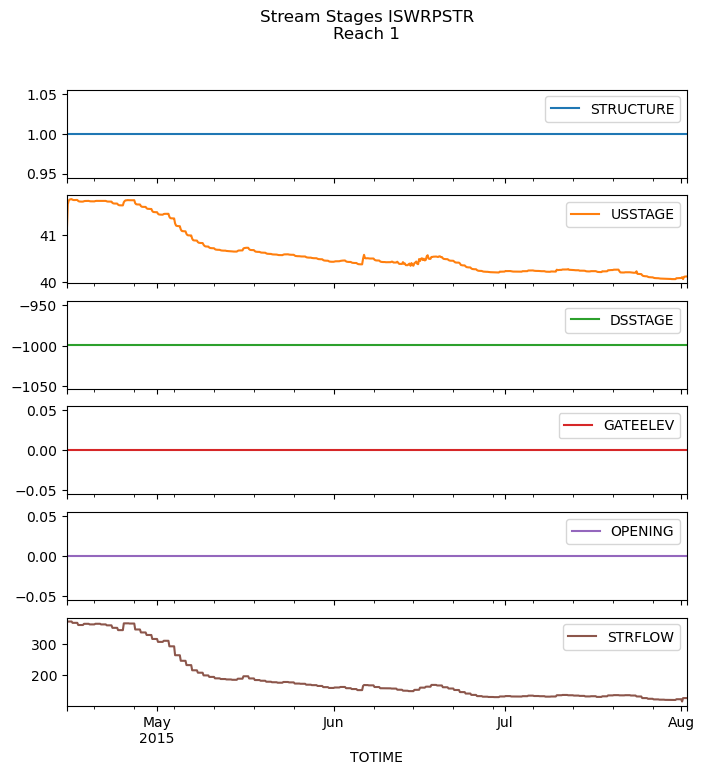 Stream Stages ISWRPSTR
Reach 1
1.05
1.00
0.95
STRUCTURE
41
40
USSTAGE
−950
−1000
−1050
DSSTAGE
0.05
0.00
−0.05
GATEELEV
0.05
0.00
−0.05
OPENING
300
200
STRFLOW
May
2015
Jun
Jul
Aug
TOTIME